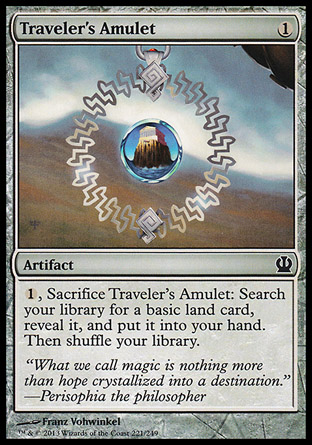 Traveler's Amulet 1
Artifact
1, Sacrifice Traveler's Amulet: Search
your library for a basic land card,
reveal it, and put it into your hand.
Then shuffle your library.
"What we call magic is nothing more
than hope crystallized into a destination."
—Perisophia the philosopher
Franz Vohwinkel
™ & © 2013 Wizards of the Coast 221/249